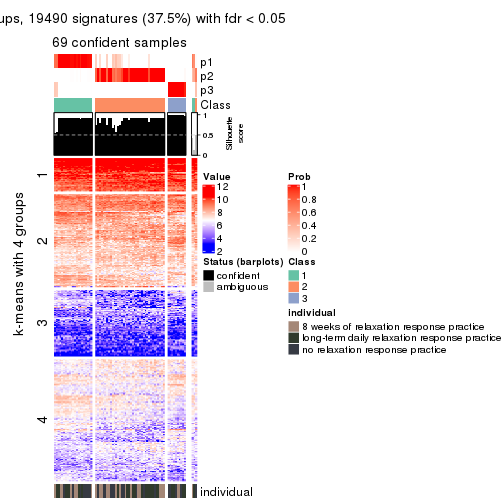 ups, 19490 signatures (37.5%) with fdr < 0.05
69 confident samples
p1
p2
p3
Class
1
0.5
0
Silhouette
score
k-means with 4 groups
1
2
3
4
individual
Value
12
10
8
6
4
2
Prob
1
0.8
0.6
0.4
0.2
0
Status (barplots)
confident
ambiguous
Class
1
2
3
individual
8 weeks of relaxation response practice
long-term daily relaxation response practice
no relaxation response practice